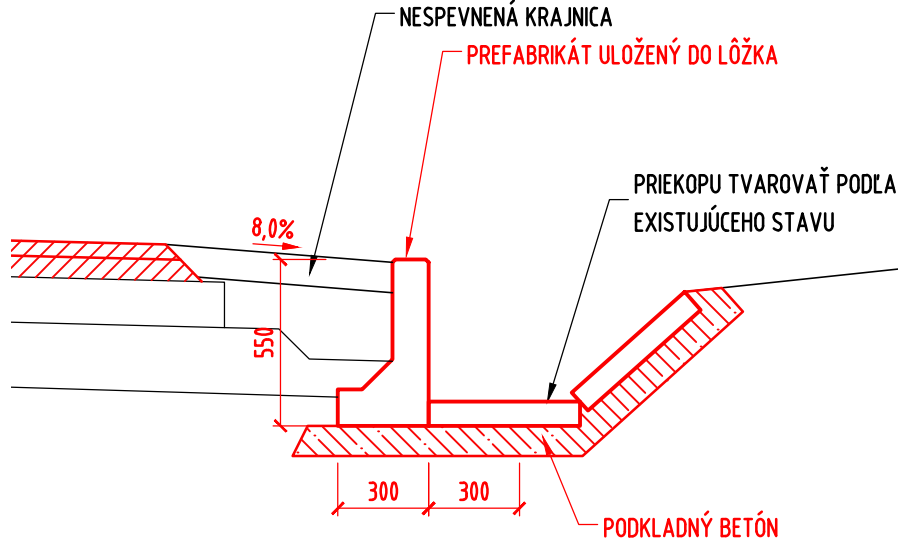 NESPEVNENÁ KRAJNICA
PREFABRIKÁT ULOŽENÝ DO LÔŽKA
PRIEKOPU TVAROVAŤ PODĽA
EXISTUJÚCEHO STAVU
8,0%
550
300
300
PODKLADNÝ BETÓN